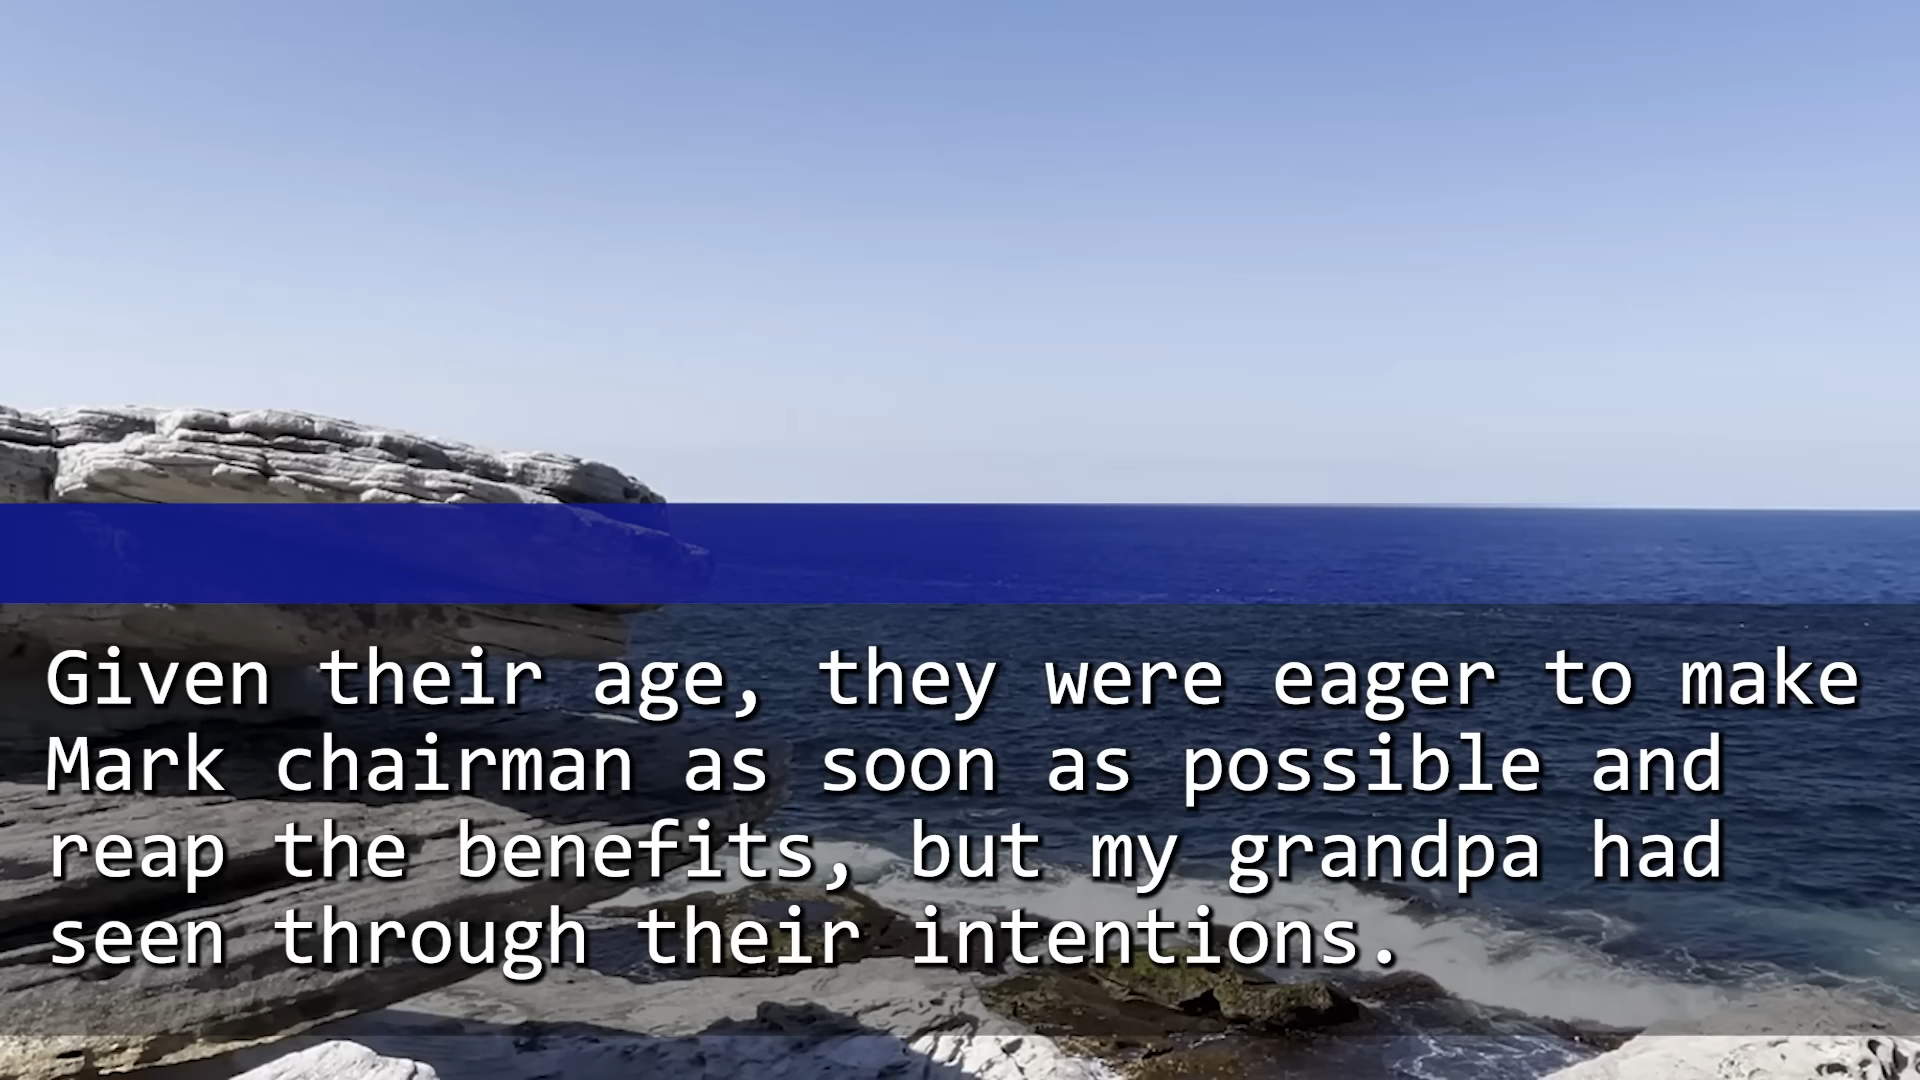 Given their age, they were eager to make
Mark chairman as soon as possible and
reap the benefits, but my grandpa had
seen through their intentions.